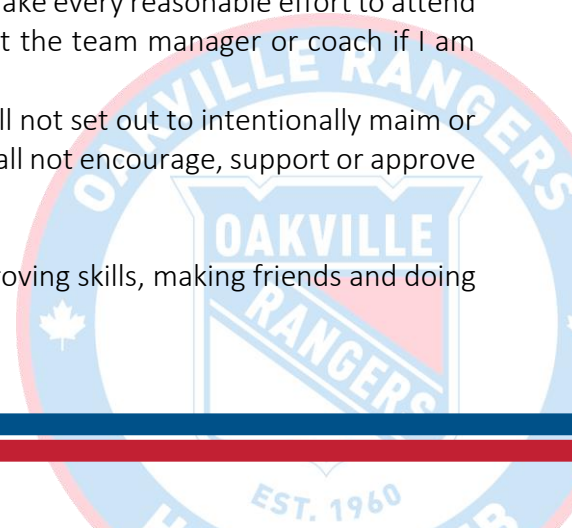 ake every reasonable effort to attend
t the team manager or coach if I am
ll not set out to intentionally maim or
all not encourage, support or approve
roving skills, making friends and doing
OAKVILLE RANGERS
OAKVILLE
RANGERS
EST. 1960